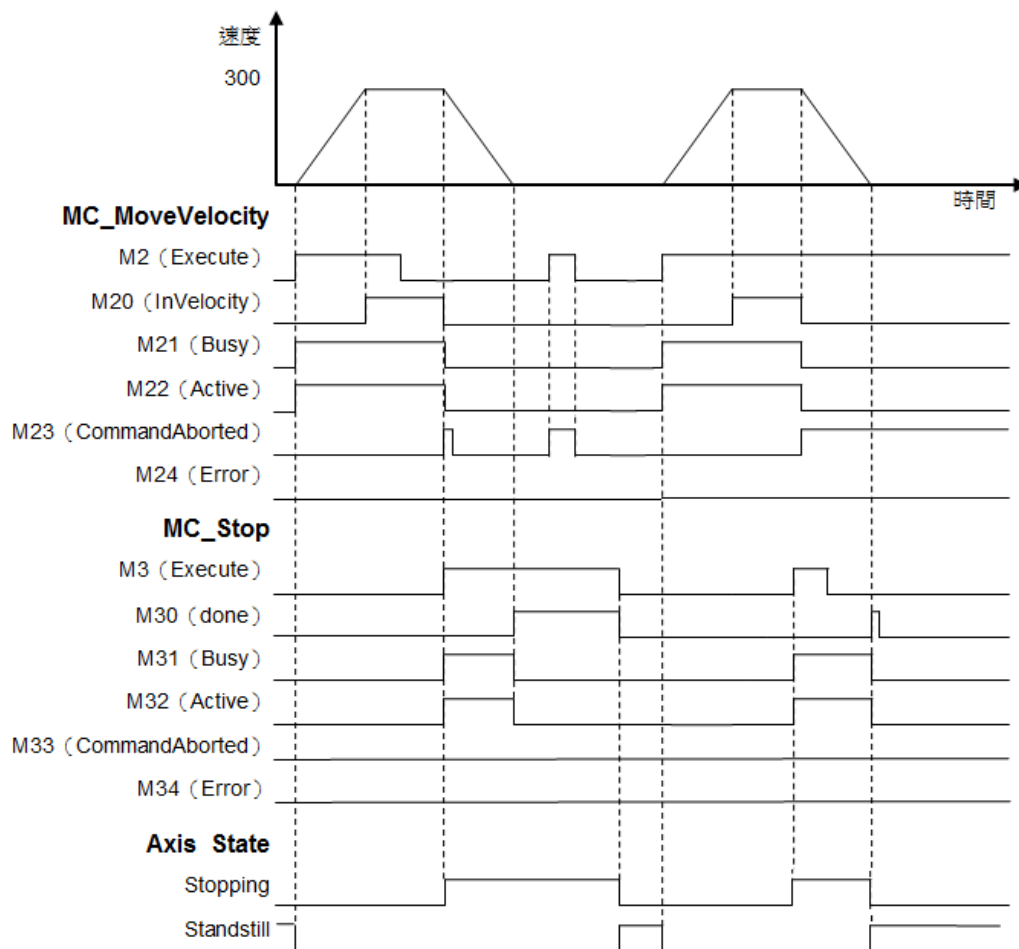 速度
300
時間
MC_MoveVelocity
M2（Execute）
M20（InVelocity）
M21（Busy）
M22（Active）
M23（CommandAborted）
M24（Error）
MC_Stop
M3（Execute）
M30（done）
M31（Busy）
M32（Active）
M33（CommandAborted）
M34（Error）
Axis State
Stopping
Standstill